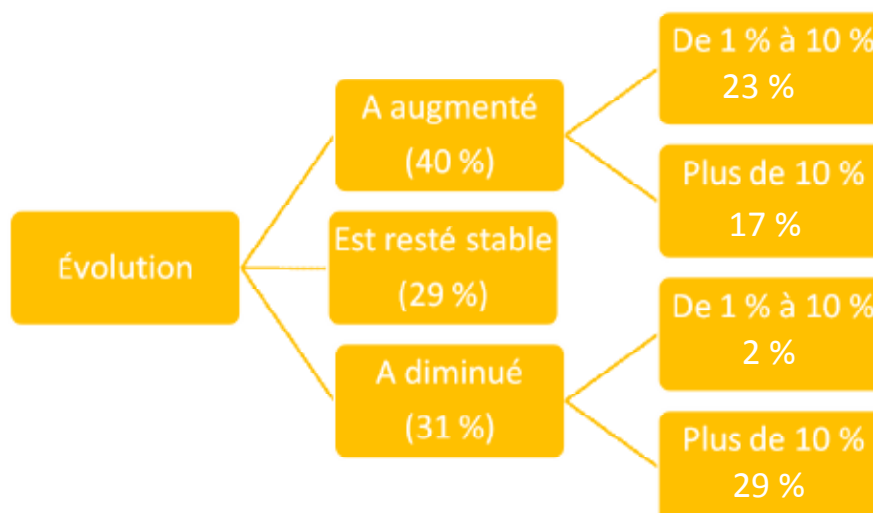 Évolution
A augmenté
(40 %)
De 1 % à 10 %
23 %
Plus de 10 %
17 %
Est resté stable
(29 %)
A diminué
(31 %)
De 1 % à 10 %
2 %
Plus de 10 %
29 %